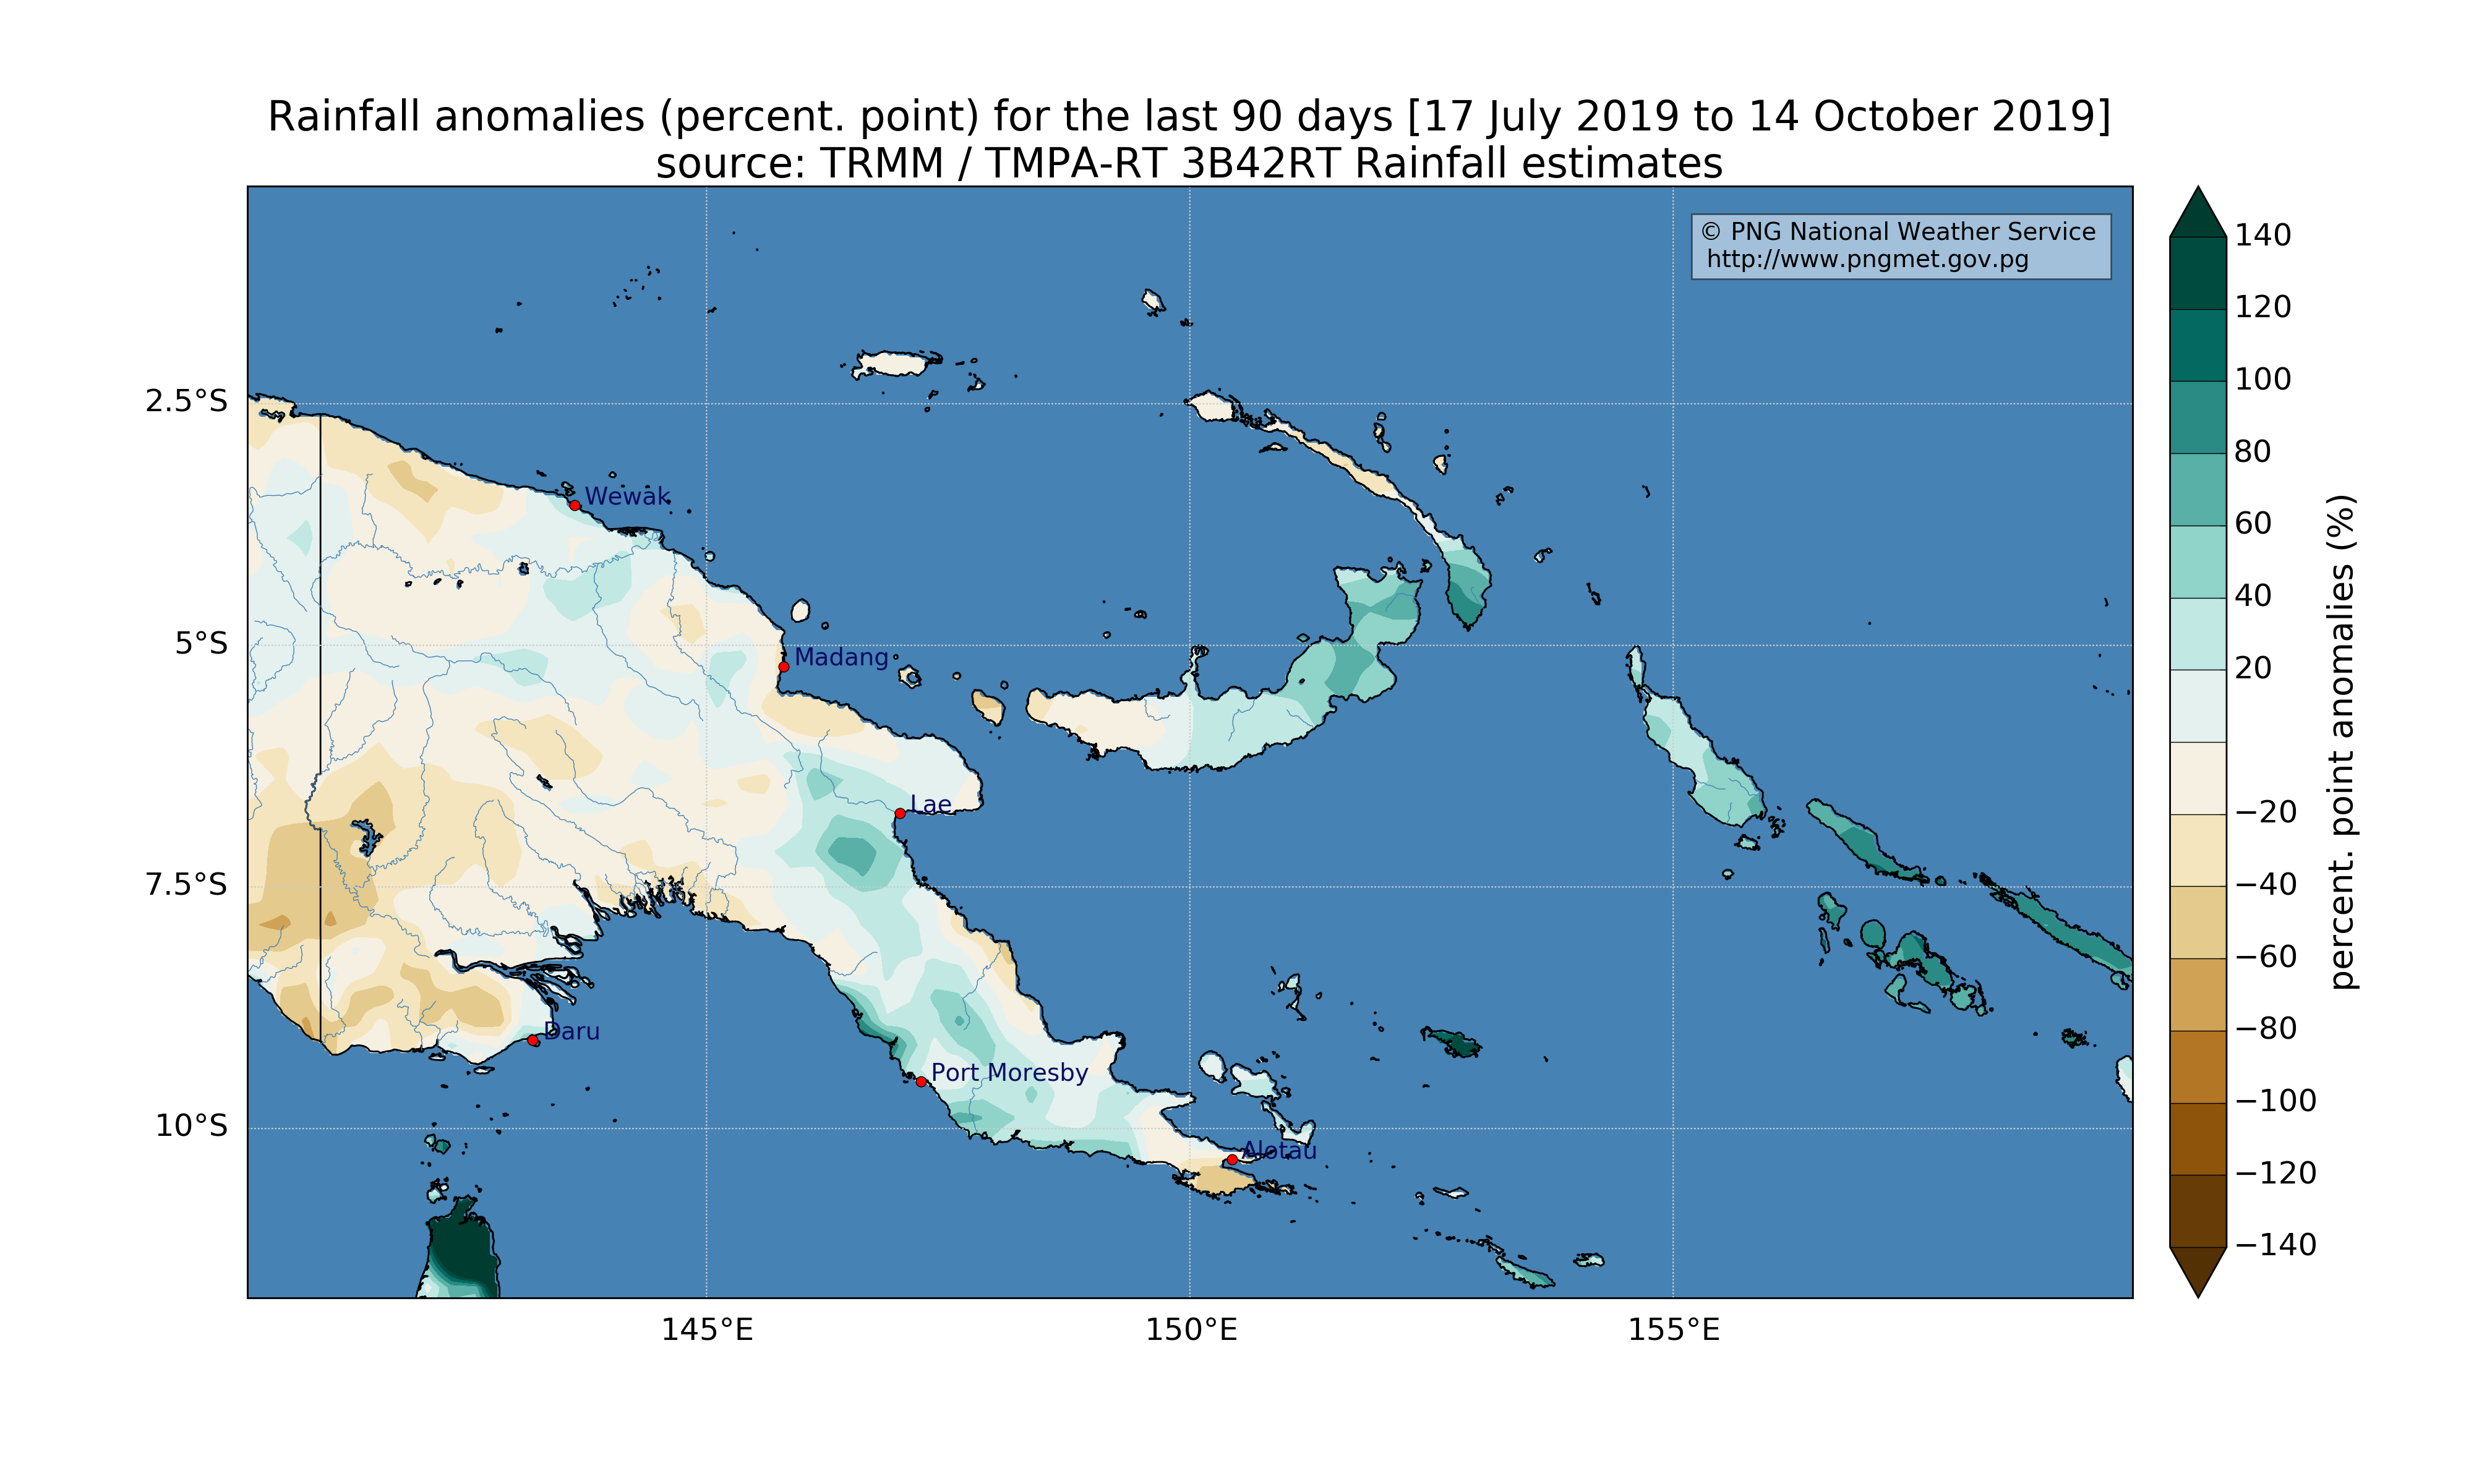 Rainfall anomalies (percent. point) for the last 90 days [17 July 2019 to 14 October 2019]
source: TRMM / TMPA-RT 3B42RT Rainfall estimates
© PNG National Weather Service
http://www.pngmet.gov.pg
2.5°S
5°S
7.5°S
10°S
Wewak
Madang
Lae
Daru
Port Moresby
Alotau
145°E
150°E
155°E
140
120
100
80
60
40
20
−20
−40
−60
−80
−100
−120
−140
percent. point anomalies (%)